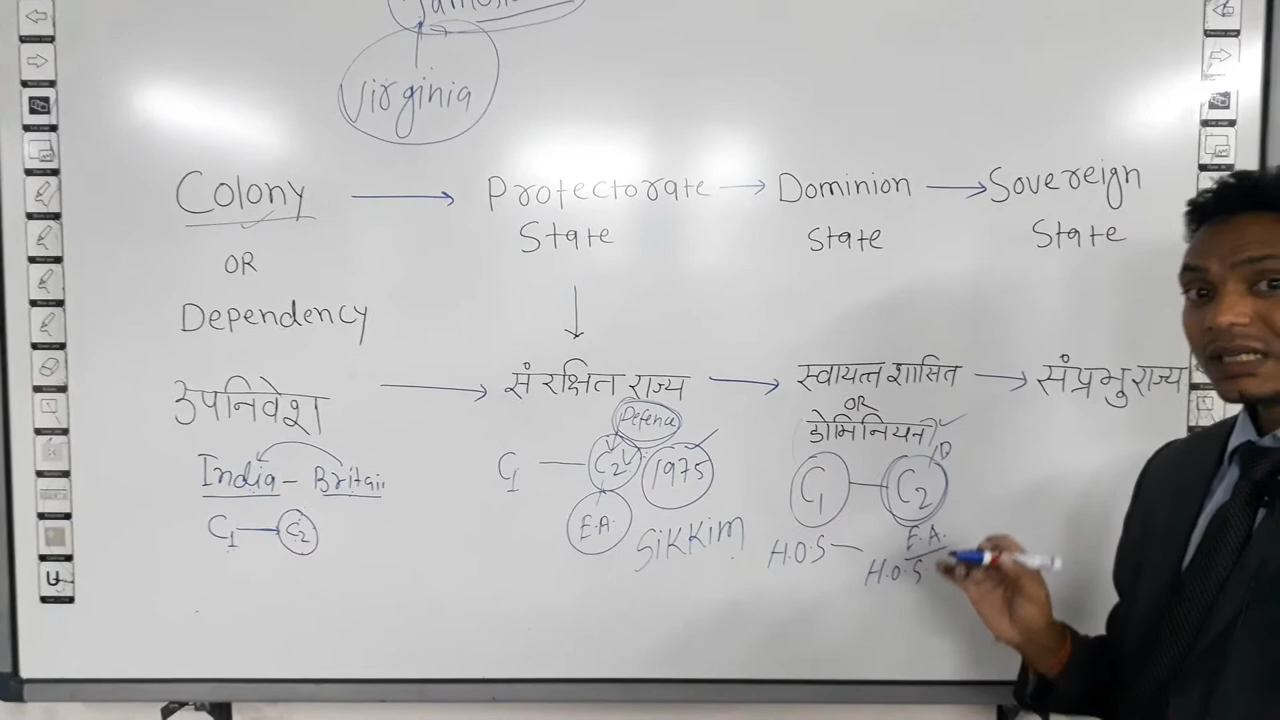 Virginia
Colony → Protectorate → Dominion → Sovereign
State State State
OR
Dependency
उपनिवेश → संरक्षित राज्य → स्वायत्त शासित → संप्रभु राज्य
OR
Defence
डोमिनियन
India - Britain
C1 — C2 1975
C1 — C2
C1 — C2
E.A.
SiKKim
E.A.
H.O.S —
H.O.S.